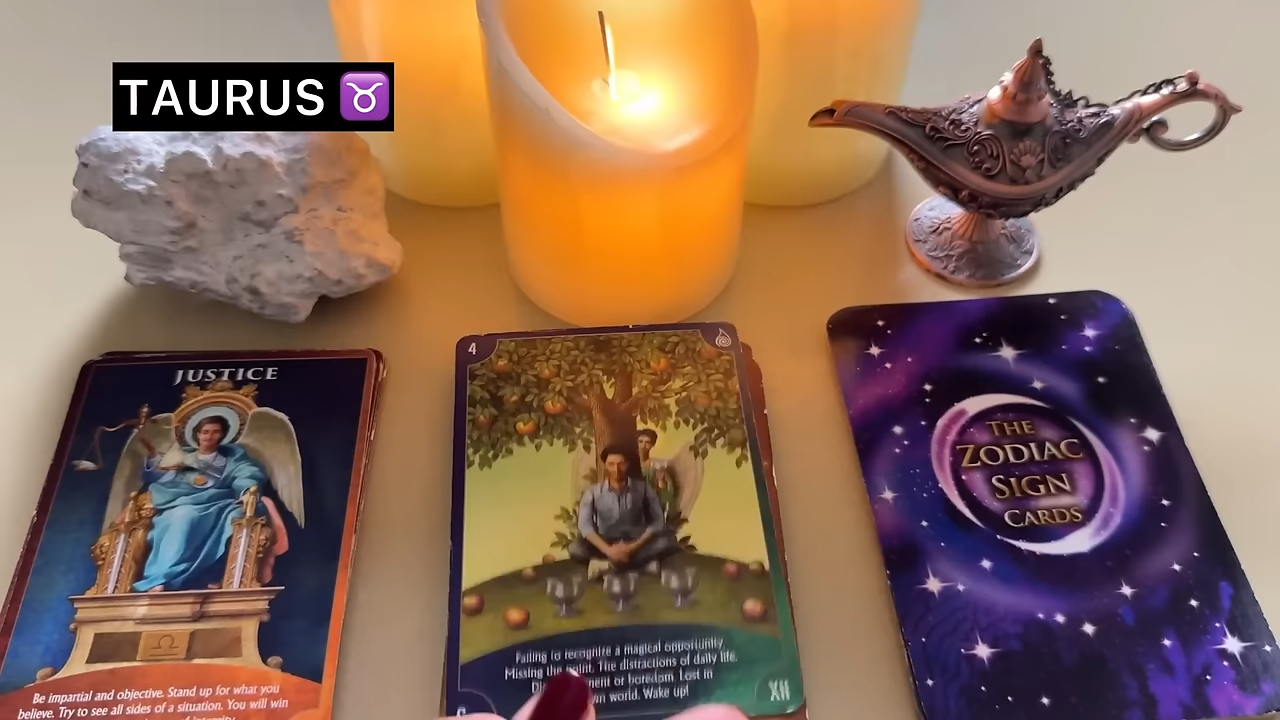 TAURUS ♉
JUSTICE
Be impartial and objective. Stand up for what you
believe. Try to see all sides of a situation. You will win
4
Failing to recognize a magical opportunity
Missing the point. The distractions of daily life.
or boredom. Lost in
own world. Wake up!
XII
THE
ZODIAC
SIGN
CARDS